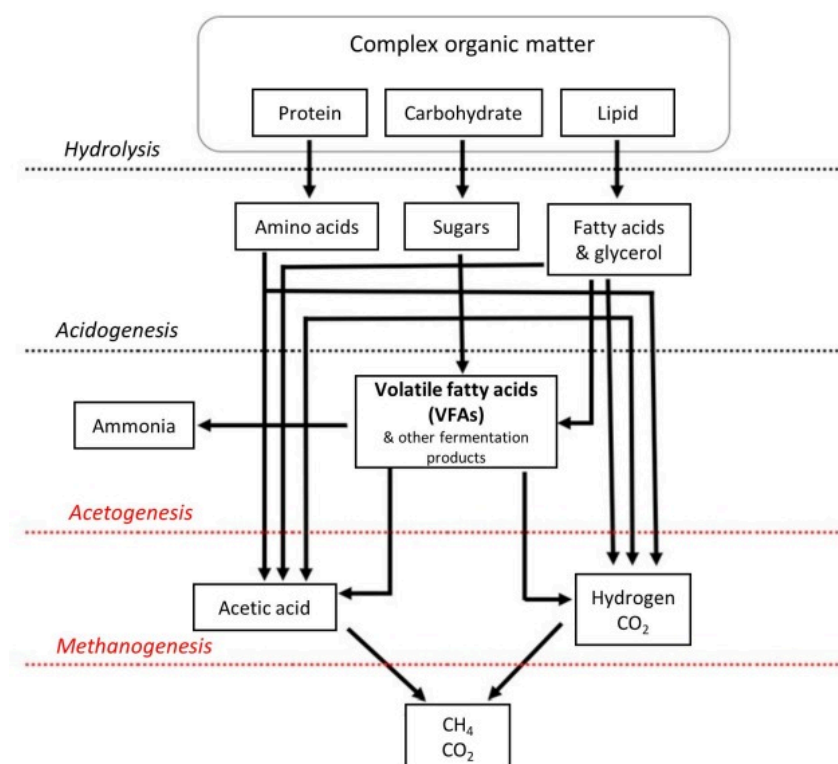 Complex organic matter
Protein
Carbohydrate
Lipid
Hydrolysis
Amino acids
Sugars
Fatty acids
& glycerol
Acidogenesis
Volatile fatty acids
(VFAs)
& other fermentation
products
Ammonia
Acetogenesis
Acetic acid
Hydrogen
CO₂
Methanogenesis
CH₄
CO₂